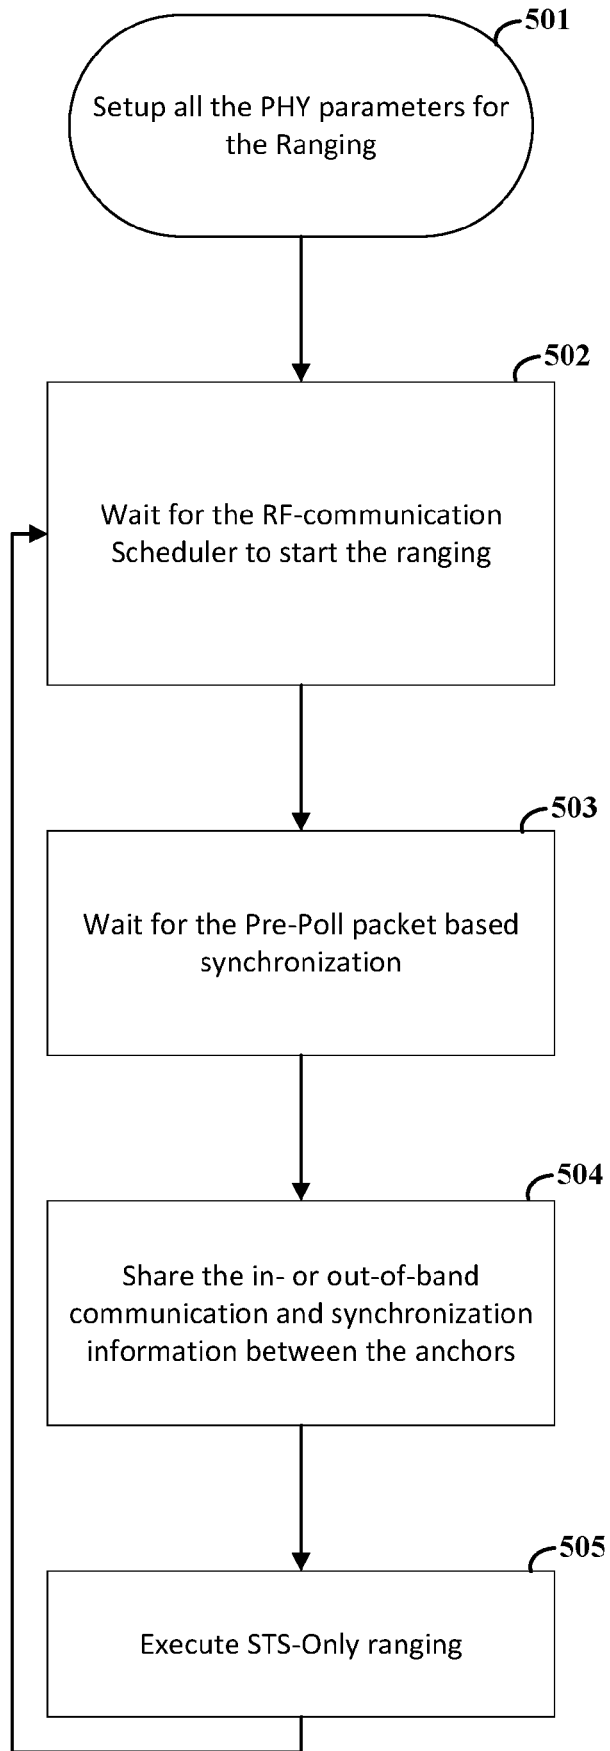 501
Setup all the PHY parameters for
the Ranging
502
Wait for the RF-communication
Scheduler to start the ranging
503
Wait for the Pre-Poll packet based
synchronization
504
Share the in- or out-of-band
communication and synchronization
information between the anchors
505
Execute STS-Only ranging